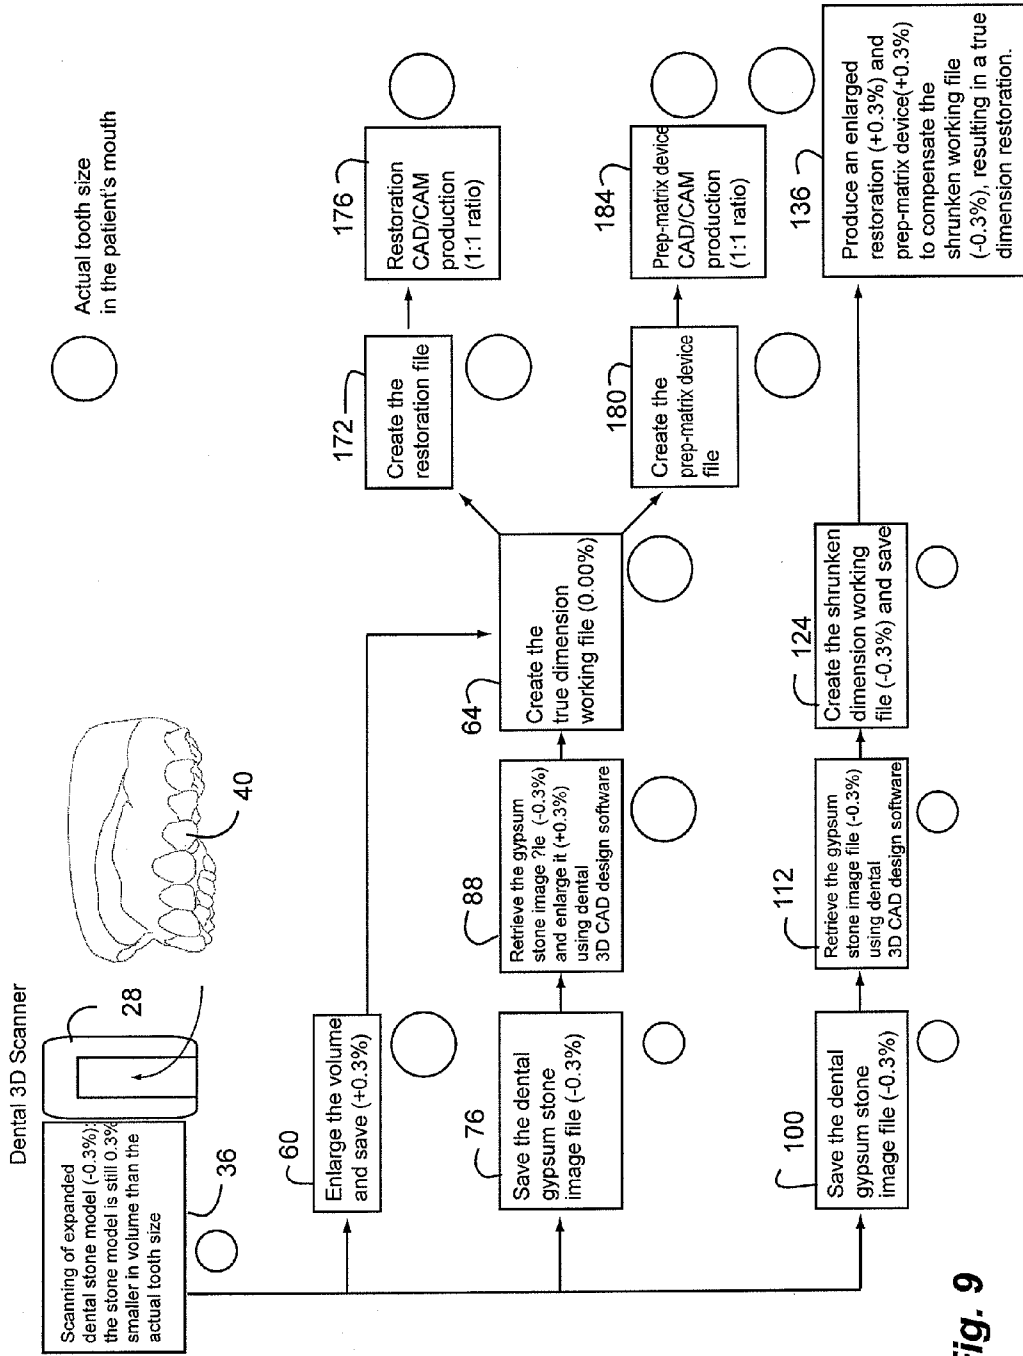 Dental 3D Scanner
28
40
Actual tooth size
in the patient's mouth
Scanning of expanded
dental stone model (-0.3%):
the stone model is still 0.3%
smaller in volume than the
actual tooth size
36
60
Enlarge the volume
and save (+0.3%)
76
Save the dental
gypsum stone
image file (-0.3%)
88
Retrieve the gypsum
stone image ?le (-0.3%)
and enlarge it (+0.3%)
using dental
3D CAD design software
64
Create the
true dimension
working file (0.00%)
172
Create the
restoration file
176
Restoration
CAD/CAM
production
(1:1 ratio)
180
Create the
prep-matrix device
file
184
Prep-matrix device
CAD/CAM
production
(1:1 ratio)
100
Save the dental
gypsum stone
image file (-0.3%)
112
Retrieve the gypsum
stone image file (-0.3%)
using dental
3D CAD design software
124
Create the shrunken
dimension working
file (-0.3%) and save
136
Produce an enlarged
restoration (+0.3%) and
prep-matrix device(+0.3%)
to compensate the
shrunken working file
(-0.3%), resulting in a true
dimension restoration.
Fig. 9